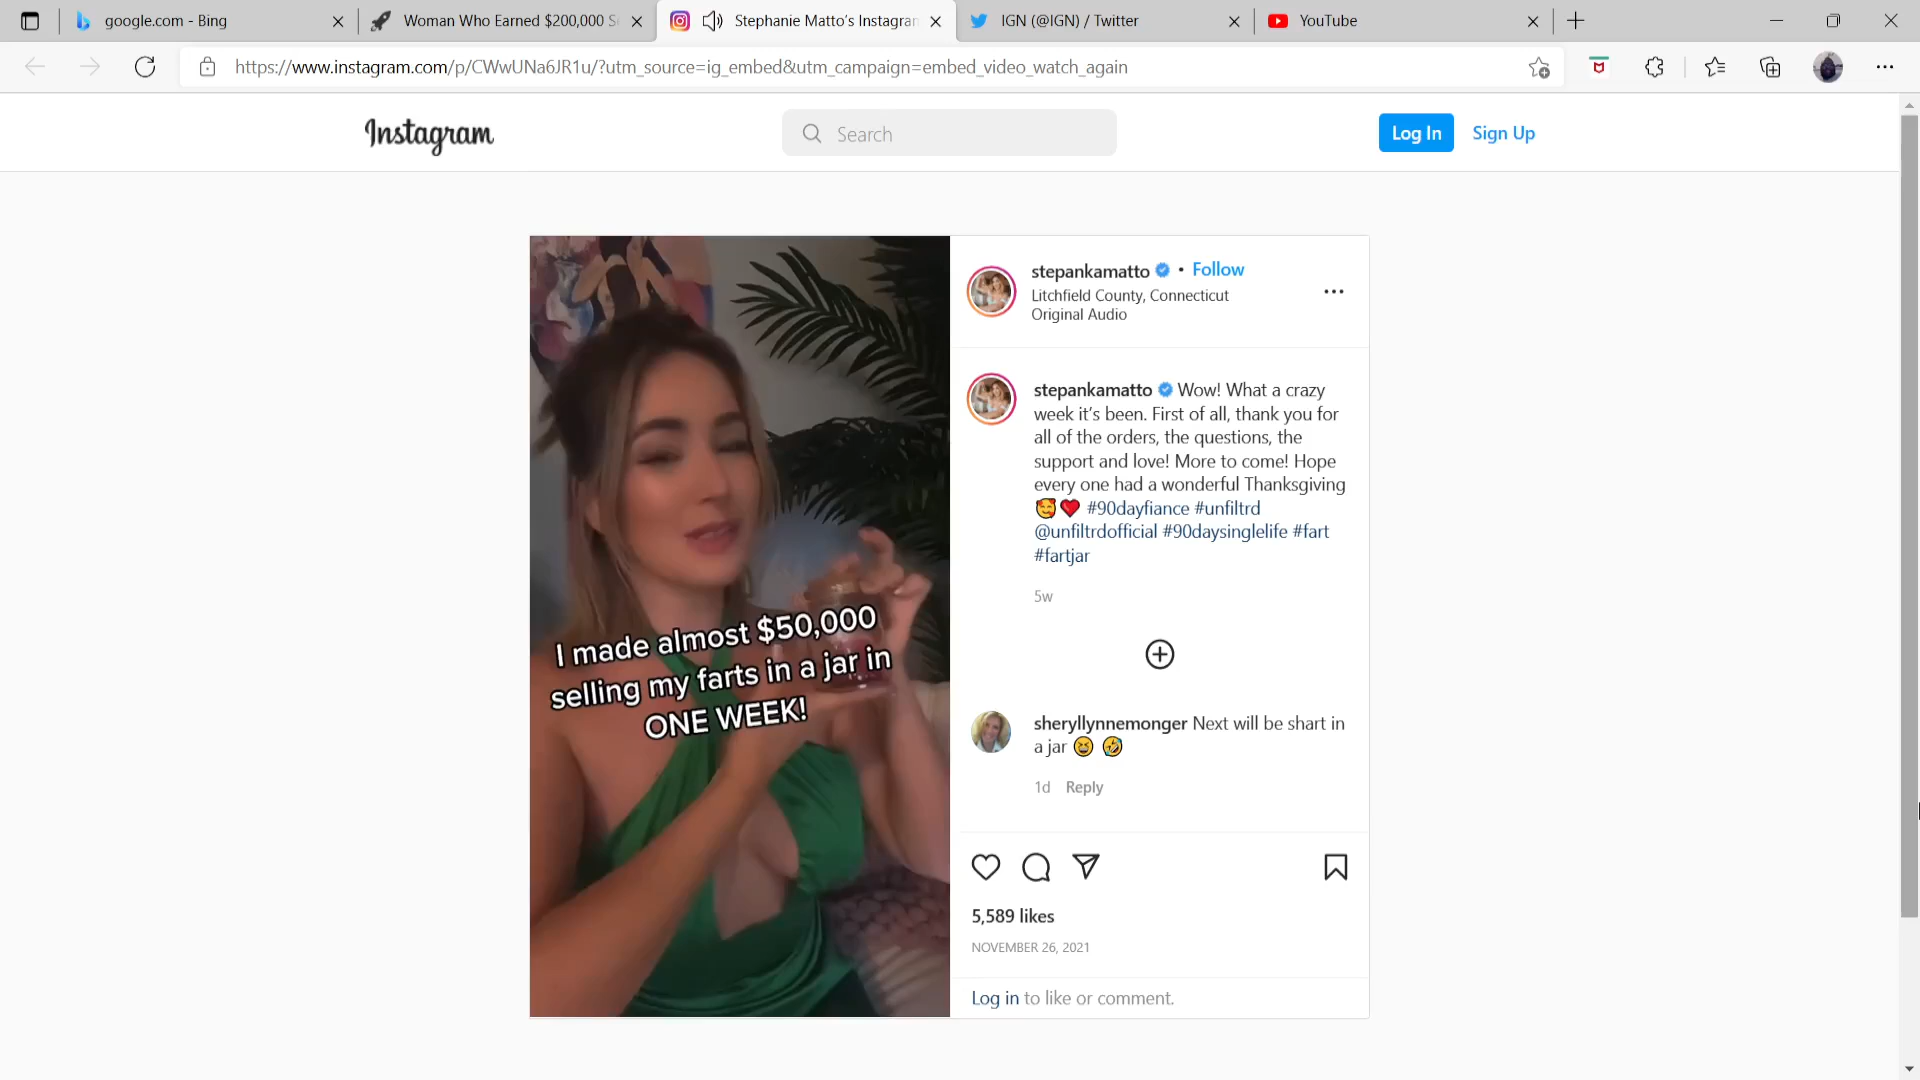 google.com - Bing
Woman Who Earned $200,000 S
Stephanie Matto's Instagram
IGN (@IGN) / Twitter
YouTube
https://www.instagram.com/p/CWwUNa6JR1u/?utm_source=ig_embed&utm_campaign=embed_video_watch_again
Instagram
Search
Log In
Sign Up
stepankamatto • Follow
Litchfield County, Connecticut
Original Audio
stepankamatto Wow! What a crazy
week it's been. First of all, thank you for
all of the orders, the questions, the
support and love! More to come! Hope
every one had a wonderful Thanksgiving
🥰❤️ #90dayfiance #unfiltrd
@unfiltrdofficial #90daysinglelife #fart
#fartjar
5w
I made almost $50,000
selling my farts in a jar in
ONE WEEK!
sheryllynnemonger Next will be shart in
a jar 😆 🤣
1d Reply
5,589 likes
NOVEMBER 26, 2021
Log in to like or comment.